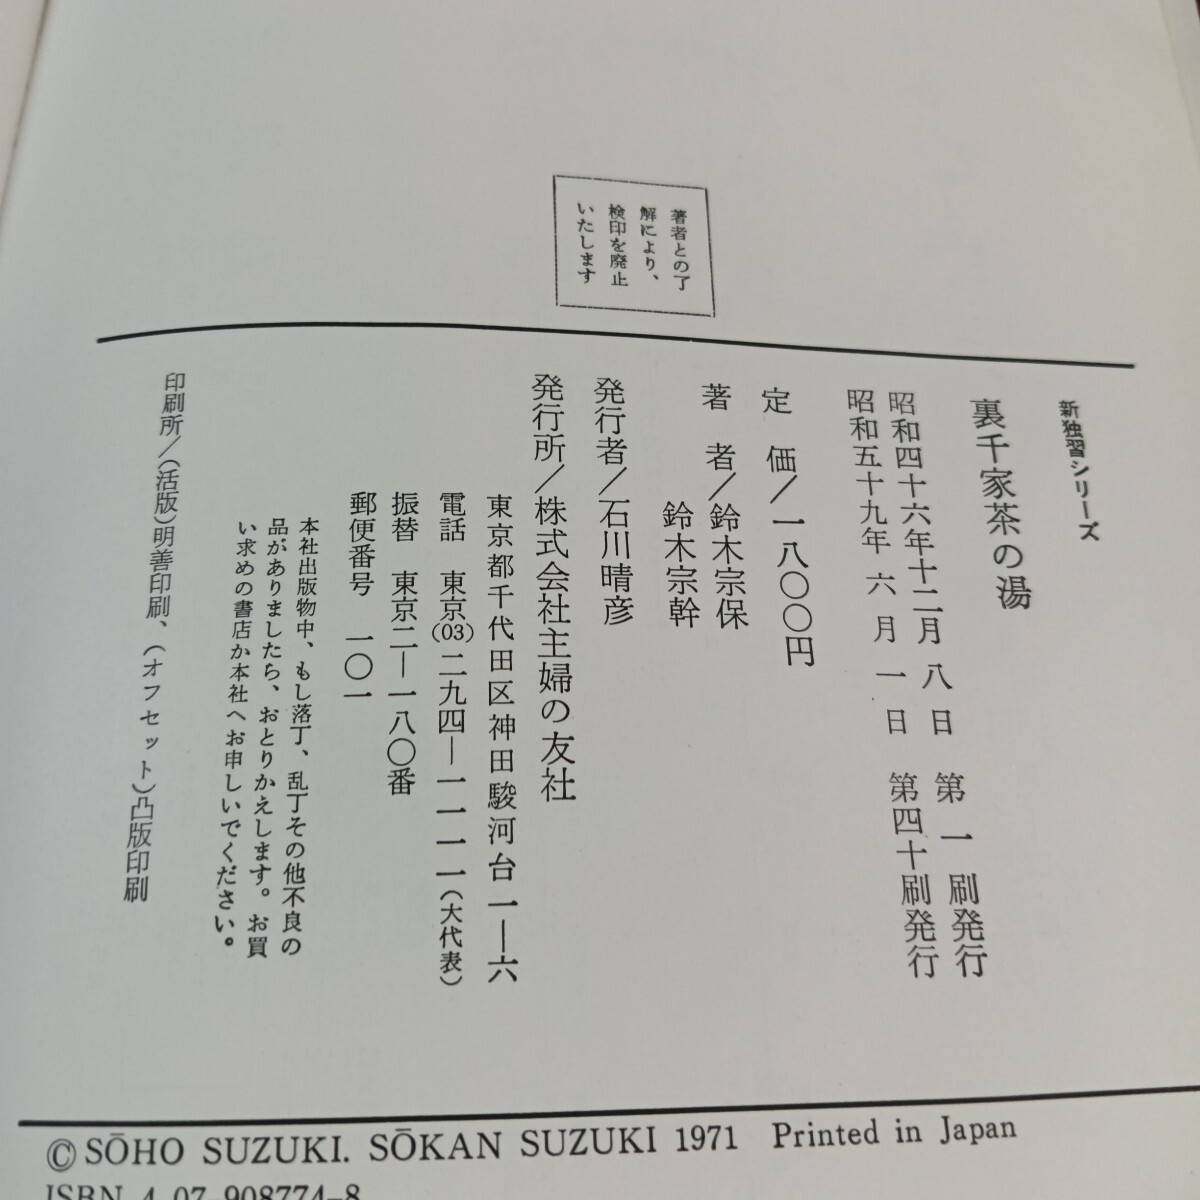 著者との了
解により、
検印を廃止
いたします
新独習シリーズ
裏千家茶の湯
昭和四十六年十二月八日　第一刷発行
昭和五十九年六月一日　第四十刷発行
定　価／一八〇〇円
著　者／鈴木宗保
鈴木宗幹
発行者／石川晴彦
発行所／株式会社主婦の友社
東京都千代田区神田駿河台一―六
電話　東京(03)二九四―一一一一(大代表)
振替　東京二―一八〇番
郵便番号　一〇一
本社出版物中、もし落丁、乱丁その他不良の
品がありましたら、おとりかえします。お買
い求めの書店か本社へお申しいでください。
印刷所／(活版)明善印刷、(オフセット)凸版印刷
© SŌHO SUZUKI. SŌKAN SUZUKI 1971 Printed in Japan
ISBN 4-07-908774-8